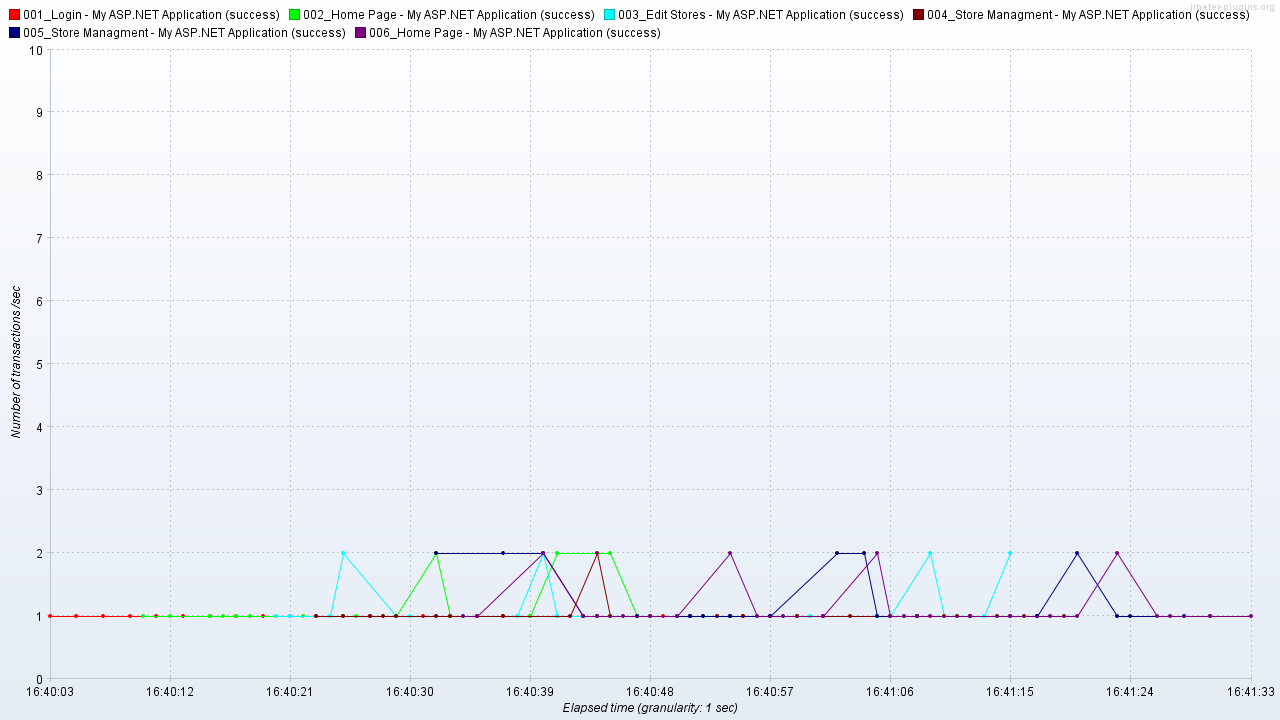 jmeter-plugins.org
001_Login - My ASP.NET Application (success) 002_Home Page - My ASP.NET Application (success) 003_Edit Stores - My ASP.NET Application (success) 004_Store Managment - My ASP.NET Application (success)
005_Store Managment - My ASP.NET Application (success) 006_Home Page - My ASP.NET Application (success)
10
9
8
7
6
5
4
3
2
1
0
Number of transactions /sec
16:40:03 16:40:12 16:40:21 16:40:30 16:40:39 16:40:48 16:40:57 16:41:06 16:41:15 16:41:24 16:41:33
Elapsed time (granularity: 1 sec)